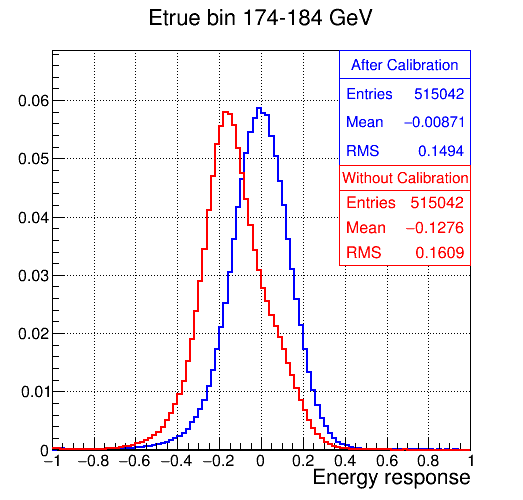 Etrue bin 174-184 GeV
After Calibration
Entries 515042
Mean −0.00871
RMS 0.1494
Without Calibration
Entries 515042
Mean −0.1276
RMS 0.1609
0.06
0.05
0.04
0.03
0.02
0.01
0
−1 −0.8 −0.6 −0.4 −0.2 0 0.2 0.4 0.6 0.8 1
Energy response